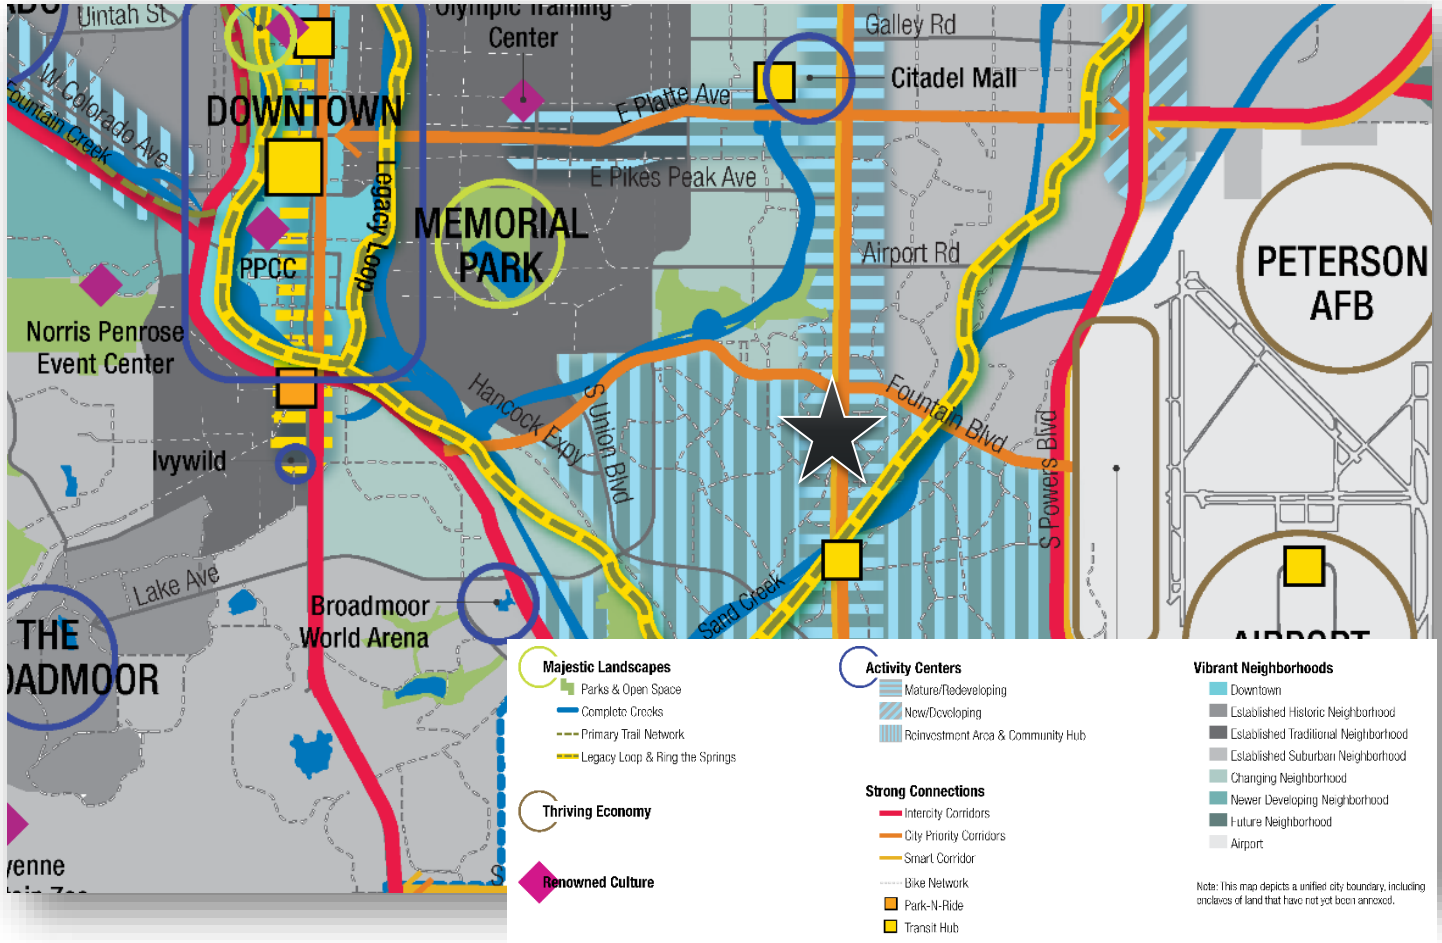 Uintah St
Olympic Training
Center
Galley Rd
Citadel Mall
W. Colorado Ave
Fountain Creek
DOWNTOWN
E Platte Ave
E Pikes Peak Ave
Legacy Loop
MEMORIAL
PARK
PPCC
Airport Rd
PETERSON
AFB
Norris Penrose
Event Center
Hancock Expy
S Union Blvd
Fountain Blvd
S Powers Blvd
Ivywild
Lake Ave
Broadmoor
World Arena
Sand Creek
THE
OADMOOR
AIRPORT
yenne
S
Majestic Landscapes
Parks & Open Space
Complete Creeks
Primary Trail Network
Legacy Loop & Ring the Springs
Thriving Economy
Renowned Culture
Activity Centers
Mature/Redeveloping
New/Developing
Reinvestment Area & Community Hub
Strong Connections
Intercity Corridors
City Priority Corridors
Smart Corridor
Bike Network
Park-N-Ride
Transit Hub
Vibrant Neighborhoods
Downtown
Established Historic Neighborhood
Established Traditional Neighborhood
Established Suburban Neighborhood
Changing Neighborhood
Newer Developing Neighborhood
Future Neighborhood
Airport
Note: This map depicts a unified city boundary, including
enclaves of land that have not yet been annexed.